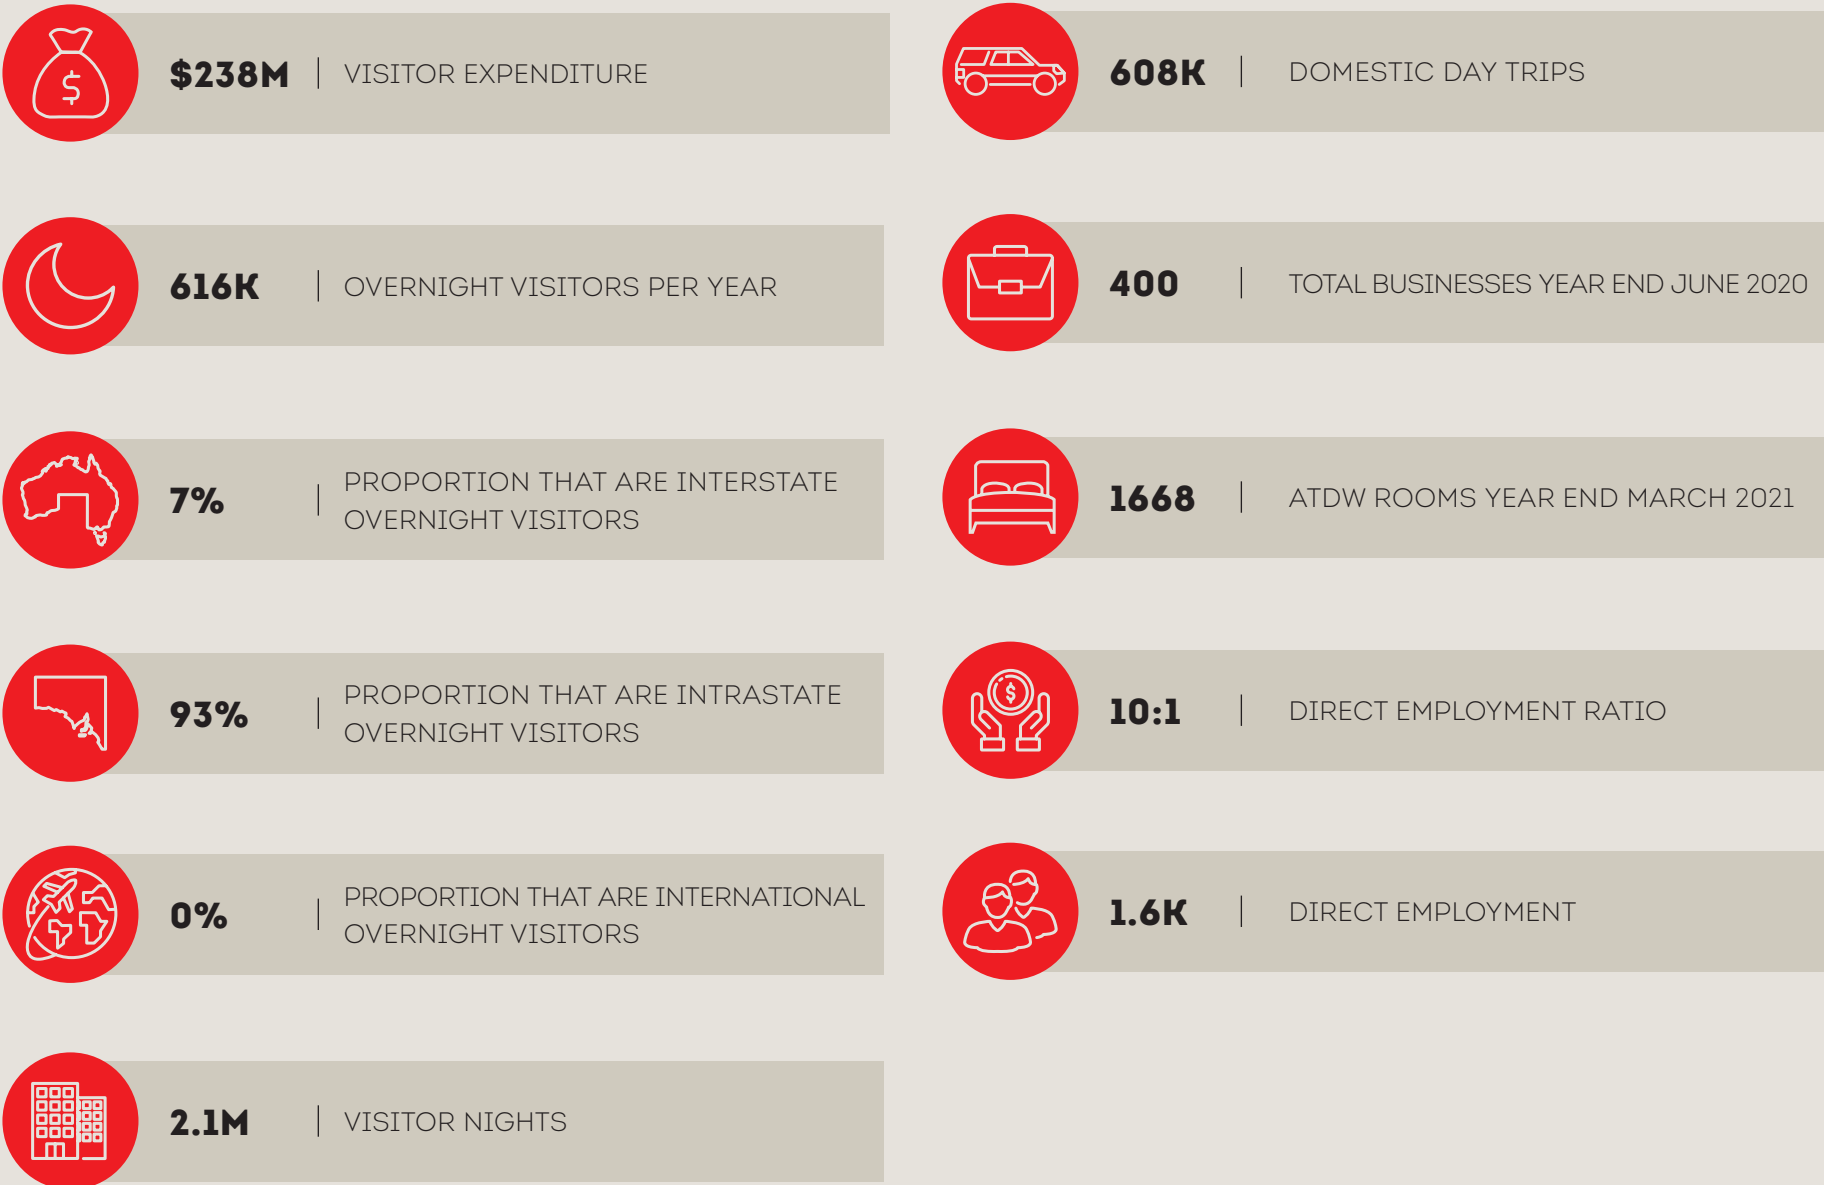 $238M | VISITOR EXPENDITURE
616K | OVERNIGHT VISITORS PER YEAR
7% | PROPORTION THAT ARE INTERSTATE
OVERNIGHT VISITORS
93% | PROPORTION THAT ARE INTRASTATE
OVERNIGHT VISITORS
0% | PROPORTION THAT ARE INTERNATIONAL
OVERNIGHT VISITORS
2.1M | VISITOR NIGHTS
608K | DOMESTIC DAY TRIPS
400 | TOTAL BUSINESSES YEAR END JUNE 2020
1668 | ATDW ROOMS YEAR END MARCH 2021
10:1 | DIRECT EMPLOYMENT RATIO
1.6K | DIRECT EMPLOYMENT